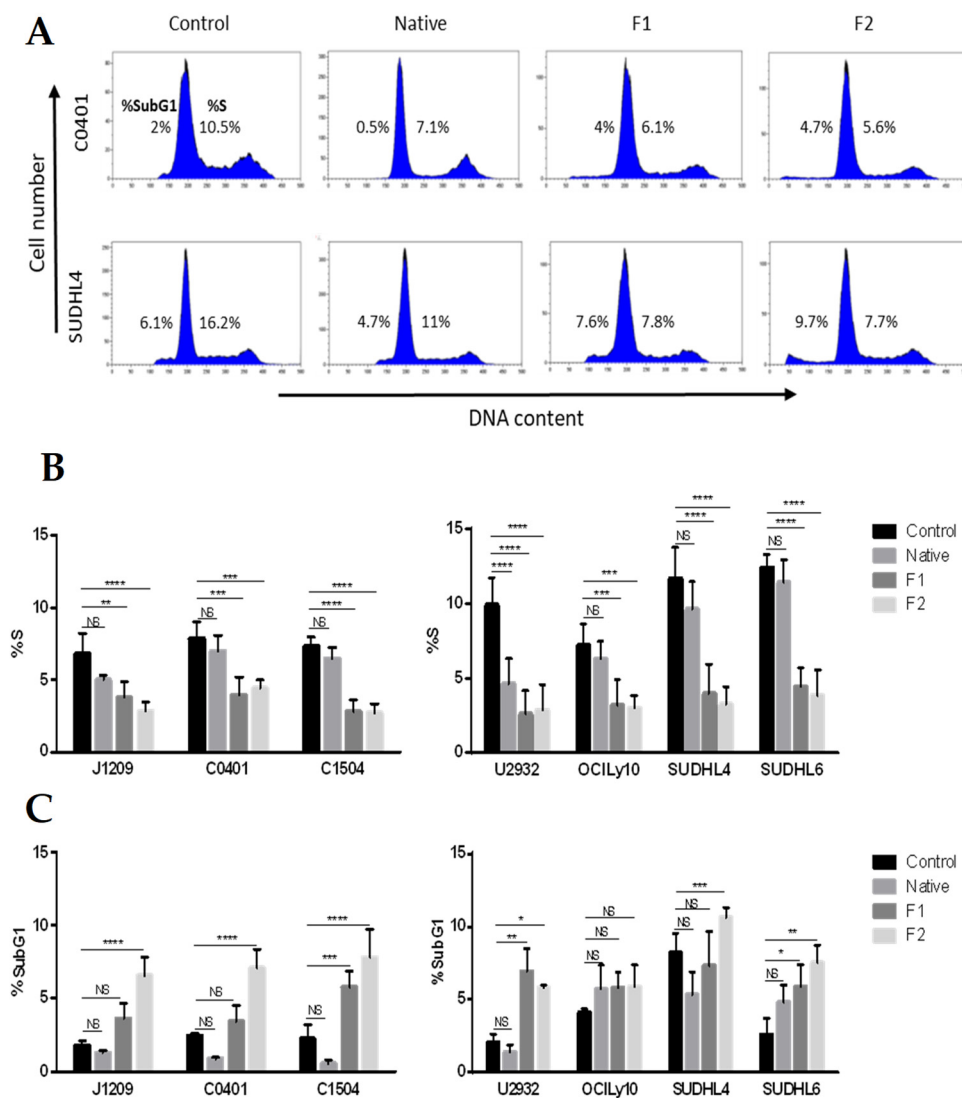 A
Control Native F1 F2
Cell number
C0401
%SubG1 %S
2% 10.5%
0.5% 7.1%
4% 6.1%
4.7% 5.6%
SUDHL4
6.1% 16.2%
4.7% 11%
7.6% 7.8%
9.7% 7.7%
DNA content
B
%S
15
10
5
0
**** 
**
NS
***
***
NS
****
****
NS
J1209 C0401 C1504
15
10
5
0
****
****
****
***
***
NS
****
****
NS
****
****
NS
U2932 OCILy10 SUDHL4 SUDHL6
Control
Native
F1
F2
C
%SubG1
15
10
5
0
****
NS
NS
****
NS
NS
****
***
NS
J1209 C0401 C1504
%SubG1
15
10
5
0
*
**
NS
NS
NS
NS
***
NS
NS
**
*
NS
U2932 OCILy10 SUDHL4 SUDHL6
Control
Native
F1
F2